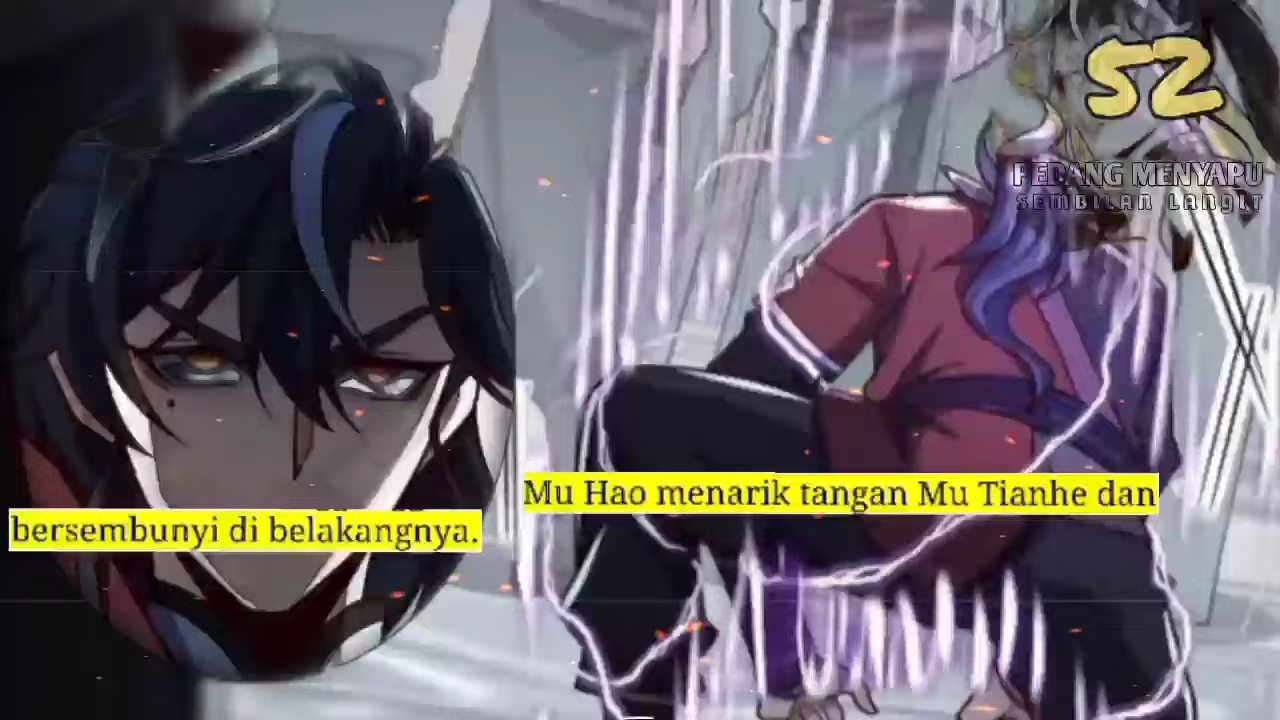 52
PEDANG MENYAPU
SEMBILAN LANGIT
Mu Hao menarik tangan Mu Tianhe dan
bersembunyi di belakangnya.